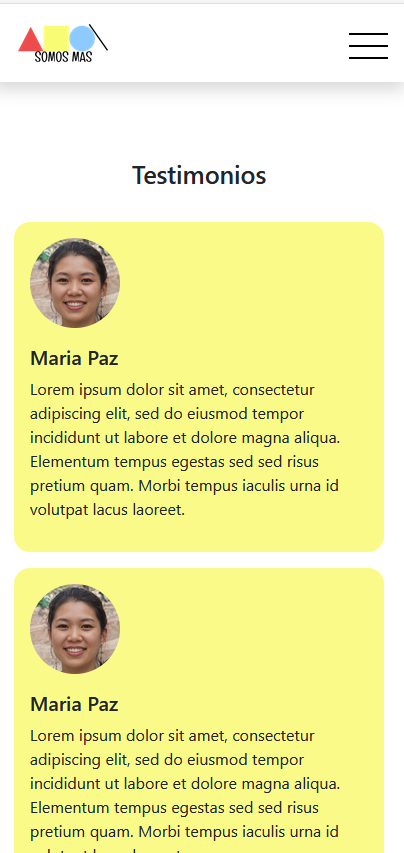 SOMOS MAS
Testimonios
Maria Paz
Lorem ipsum dolor sit amet, consectetur
adipiscing elit, sed do eiusmod tempor
incididunt ut labore et dolore magna aliqua.
Elementum tempus egestas sed sed risus
pretium quam. Morbi tempus iaculis urna id
volutpat lacus laoreet.
Maria Paz
Lorem ipsum dolor sit amet, consectetur
adipiscing elit, sed do eiusmod tempor
incididunt ut labore et dolore magna aliqua.
Elementum tempus egestas sed sed risus
pretium quam. Morbi tempus iaculis urna id